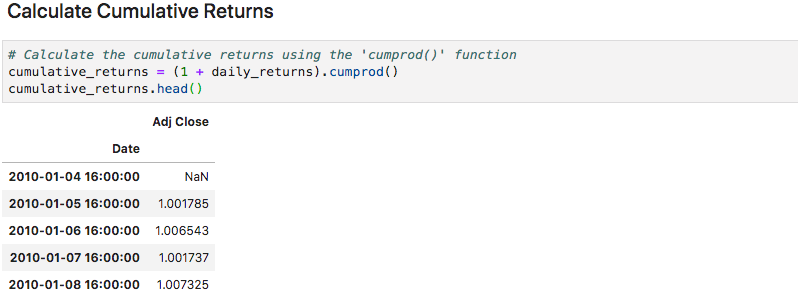 Calculate Cumulative Returns
# Calculate the cumulative returns using the 'cumprod()' function
cumulative_returns = (1 + daily_returns).cumprod()
cumulative_returns.head()
Adj Close
Date
2010-01-04 16:00:00 NaN
2010-01-05 16:00:00 1.001785
2010-01-06 16:00:00 1.006543
2010-01-07 16:00:00 1.001737
2010-01-08 16:00:00 1.007325